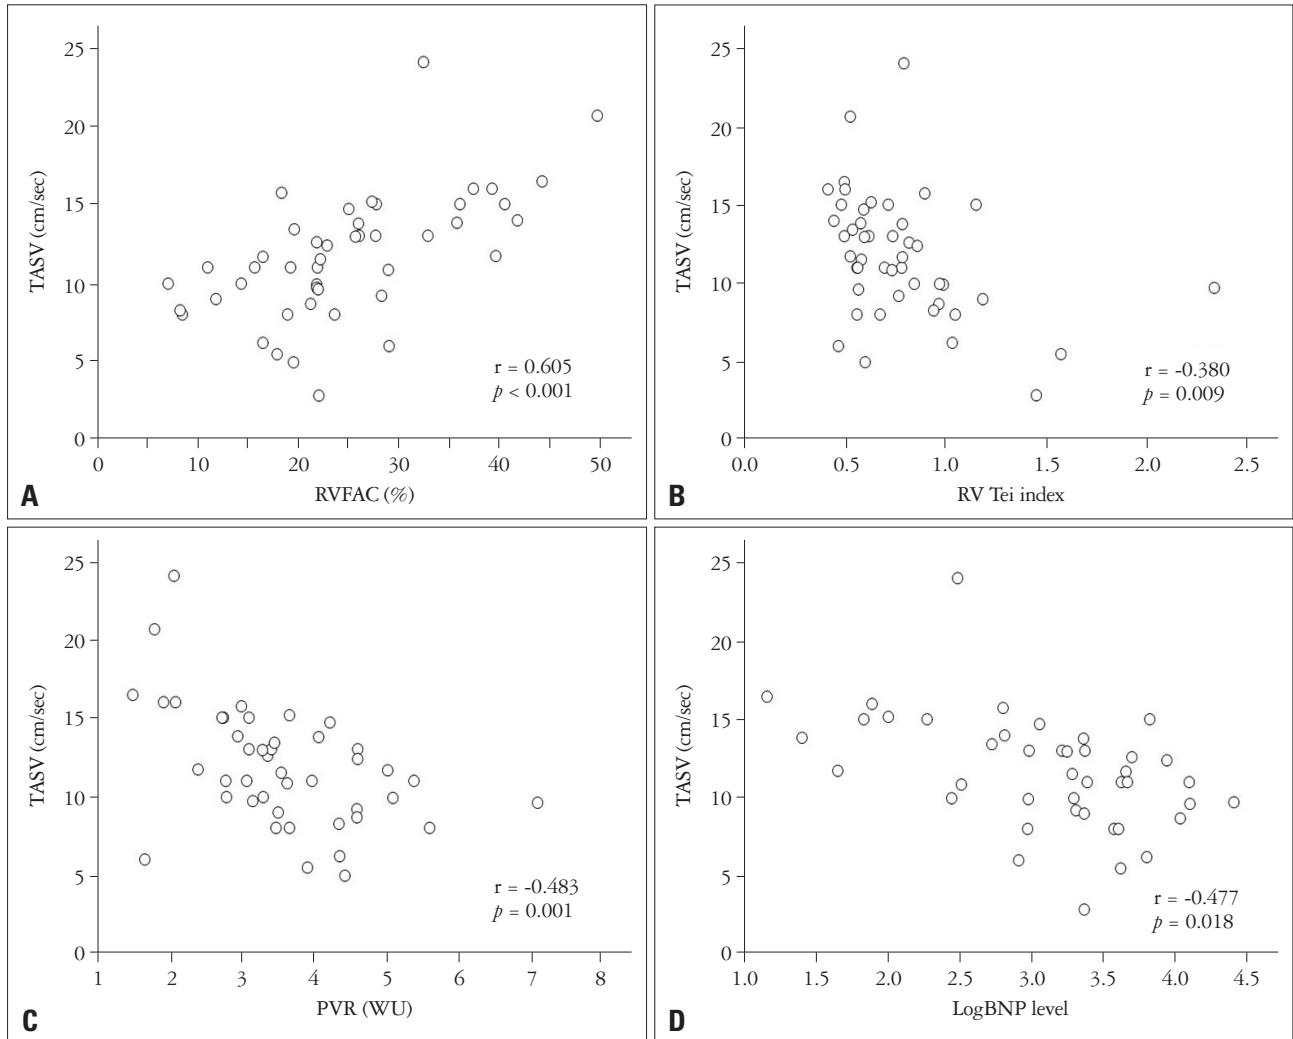 25
20
15
10
5
0
TASV (cm/sec)
r = 0.605
p < 0.001
0 10 20 30 40 50
RVFAC (%)
A
25
20
15
10
5
0
TASV (cm/sec)
r = -0.380
p = 0.009
0.0 0.5 1.0 1.5 2.0 2.5
RV Tei index
B
25
20
15
10
5
0
TASV (cm/sec)
r = -0.483
p = 0.001
1 2 3 4 5 6 7 8
PVR (WU)
C
25
20
15
10
5
0
TASV (cm/sec)
r = -0.477
p = 0.018
1.0 1.5 2.0 2.5 3.0 3.5 4.0 4.5
LogBNP level
D